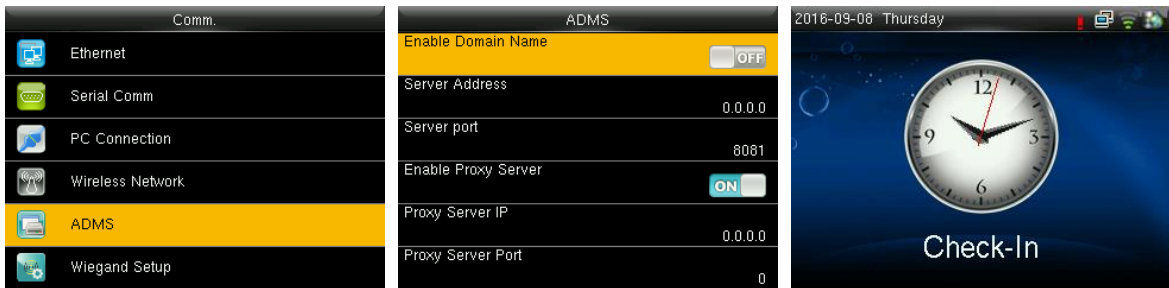 Comm.
Ethernet
Serial Comm
PC Connection
Wireless Network
ADMS
Wiegand Setup
ADMS
Enable Domain Name
OFF
Server Address
0.0.0.0
Server port
8081
Enable Proxy Server
ON
Proxy Server IP
0.0.0.0
Proxy Server Port
0
2016-09-08 Thursday
12
9
3
6
Check-In